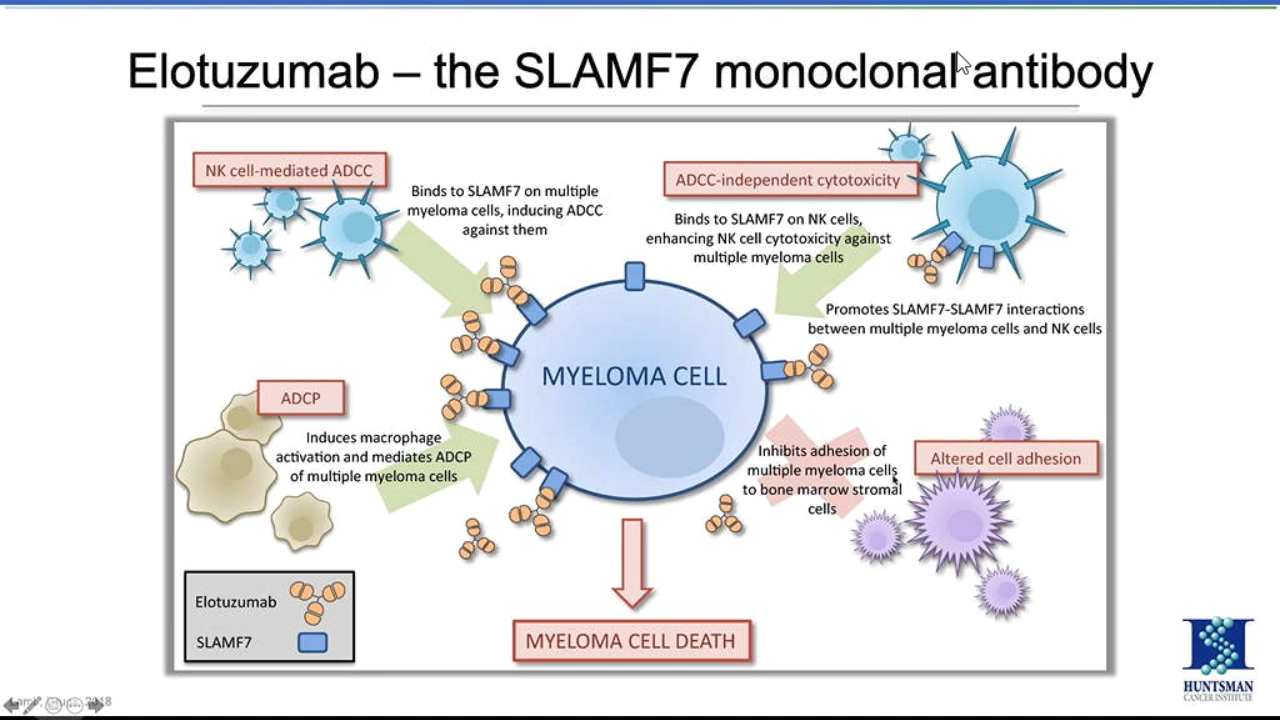 Elotuzumab – the SLAMF7 monoclonal antibody
NK cell-mediated ADCC
Binds to SLAMF7 on multiple
myeloma cells, inducing ADCC
against them
ADCC-independent cytotoxicity
Binds to SLAMF7 on NK cells,
enhancing NK cell cytotoxicity against
multiple myeloma cells
Promotes SLAMF7-SLAMF7 interactions
between multiple myeloma cells and NK cells
MYELOMA CELL
ADCP
Induces macrophage
activation and mediates ADCP
of multiple myeloma cells
Inhibits adhesion of
multiple myeloma cells
to bone marrow stromal
cells
Altered cell adhesion
Elotuzumab
SLAMF7
MYELOMA CELL DEATH
HUNTSMAN
CANCER INSTITUTE